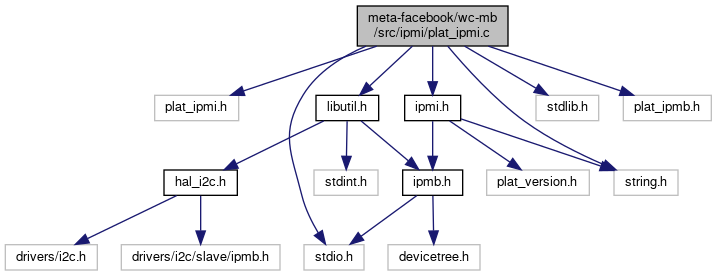 meta-facebook/wc-mb
/src/ipmi/plat_ipmi.c
plat_ipmi.h
libutil.h
ipmi.h
stdlib.h
plat_ipmb.h
hal_i2c.h
stdint.h
ipmb.h
plat_version.h
string.h
drivers/i2c.h
drivers/i2c/slave/ipmb.h
stdio.h
devicetree.h